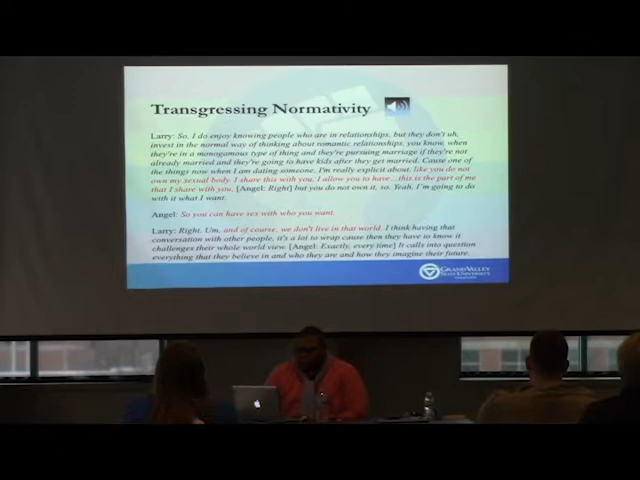 Transgressing Normativity
Larry: So, I do enjoy knowing people who are in relationships, but they don't uh,
invest in the normal way of thinking about romantic relationships, you know, when
they're in a monogamous type of thing and they're pursuing marriage if they're not
already married and they're going to have kids after they get married. Cause one of
the things now when I am dating someone, I'm really explicit about, like you do not
own my sexual body. I share this with you, I allow you to have... this is the part of me
that I share with you, [Angel: Right] but you do not own it, so. Yeah, I'm going to do
with it what I want.
Angel: So you can have sex with who you want.
Larry: Right. Um, and of course, we don't live in that world. I think having that
conversation with other people, it's a lot to wrap cause then they have to know it
challenges their whole world view. [Angel: Exactly, every time] It calls into question
everything that they believe in and who they are and how they imagine their future.
GRAND VALLEY
STATE UNIVERSITY